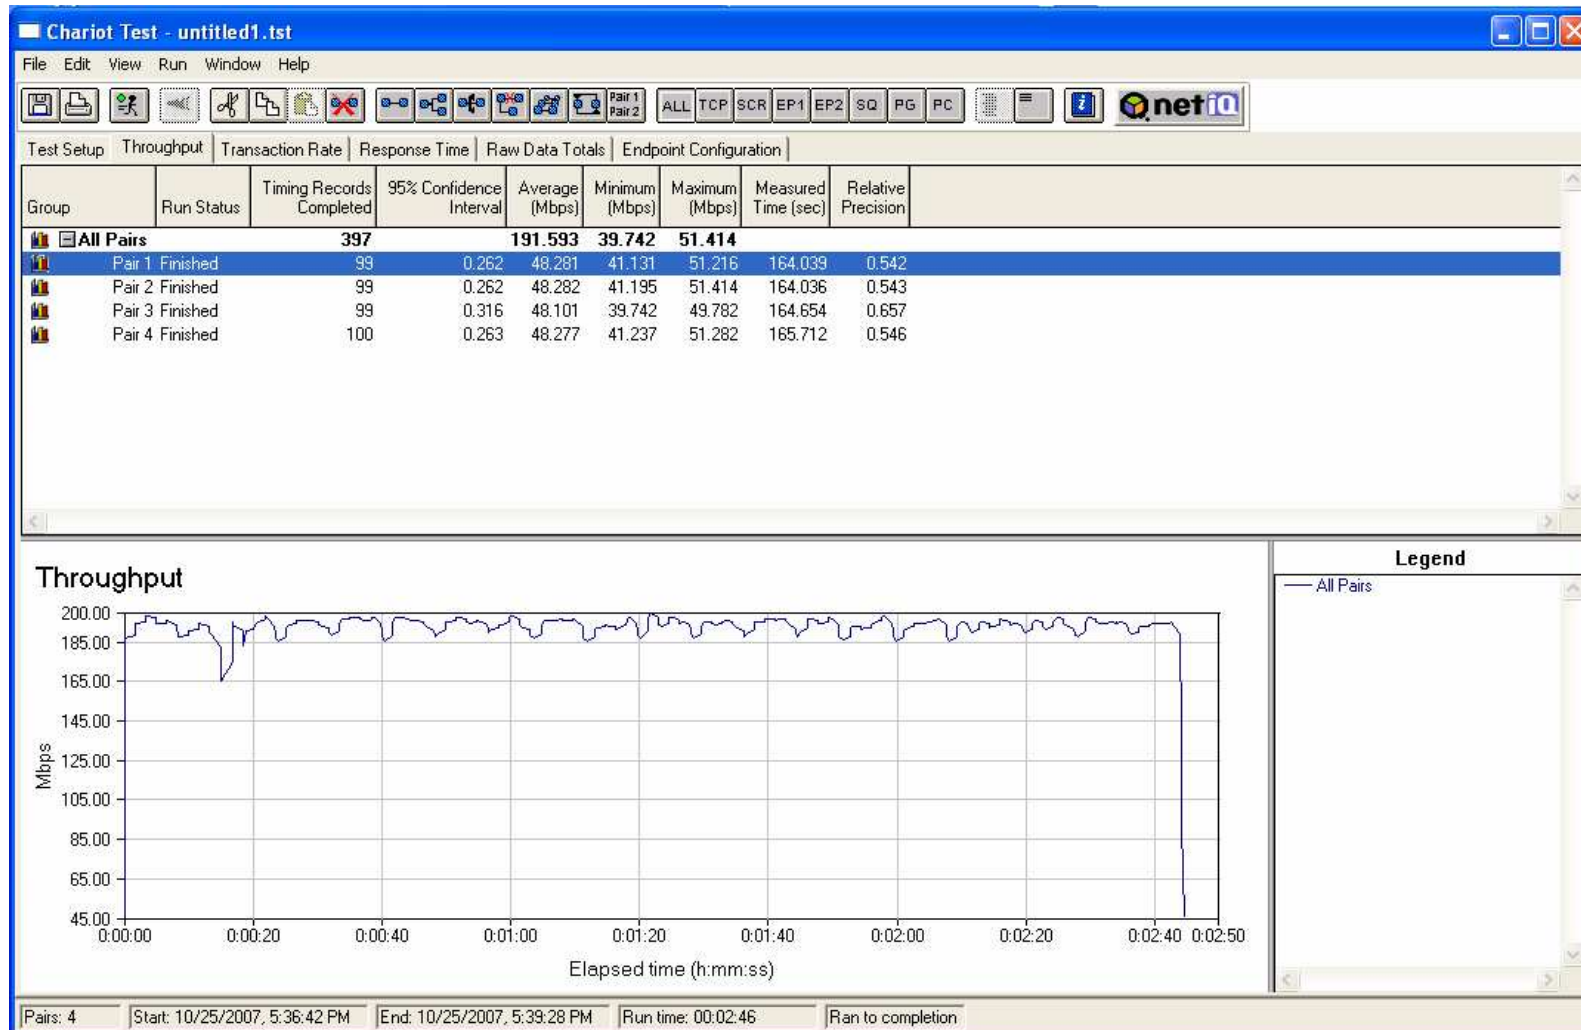 Chariot Test - untitled1.tst
File Edit View Run Window Help
Pair 1
Pair 2
ALL TCP SCR EP1 EP2 SQ PG PC
netiQ
Test Setup Throughput Transaction Rate Response Time Raw Data Totals Endpoint Configuration
Group Run Status Timing Records Completed 95% Confidence Interval Average (Mbps) Minimum (Mbps) Maximum (Mbps) Measured Time (sec) Relative Precision
All Pairs 397 191.593 39.742 51.414
Pair 1 Finished 99 0.262 48.281 41.131 51.216 164.039 0.542
Pair 2 Finished 99 0.262 48.282 41.195 51.414 164.036 0.543
Pair 3 Finished 99 0.316 48.101 39.742 49.782 164.654 0.657
Pair 4 Finished 100 0.263 48.277 41.237 51.282 165.712 0.546
Throughput
Legend
All Pairs
200.00
185.00
165.00
145.00
125.00
105.00
85.00
65.00
45.00
Mbps
0:00:00 0:00:20 0:00:40 0:01:00 0:01:20 0:01:40 0:02:00 0:02:20 0:02:40 0:02:50
Elapsed time (h:mm:ss)
Pairs: 4 Start: 10/25/2007, 5:36:42 PM End: 10/25/2007, 5:39:28 PM Run time: 00:02:46 Ran to completion